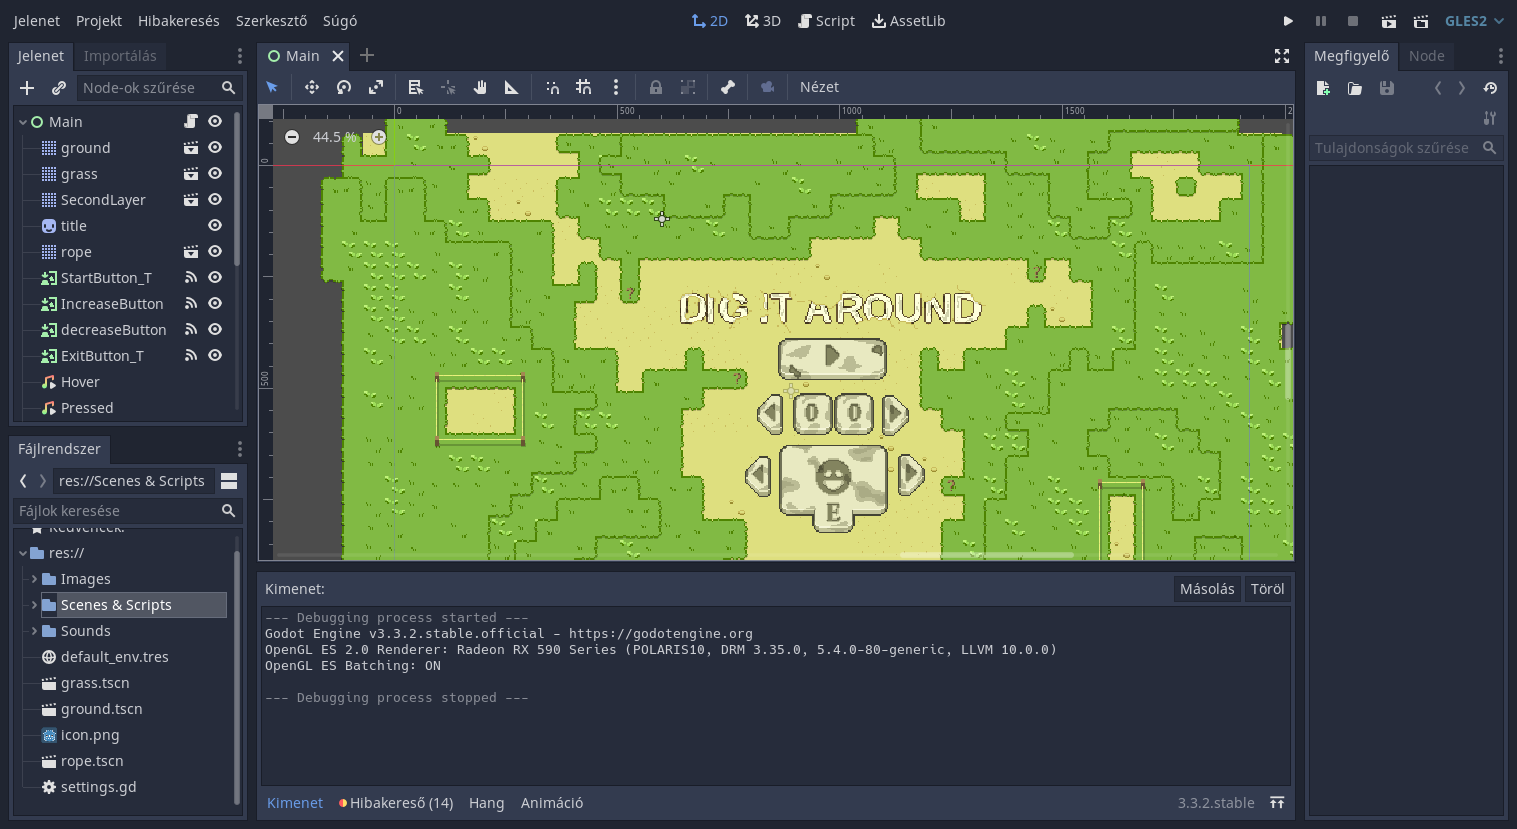 Jelenet Projekt Hibakeresés Szerkesztő Súgó
2D 3D Script AssetLib
GLES2
Jelenet Importálás
Node-ok szűrése
Main
ground
grass
SecondLayer
title
rope
StartButton_T
IncreaseButton
decreaseButton
ExitButton_T
Hover
Pressed
Fájlrendszer
res://Scenes & Scripts
Fájlok keresése
Kedvencek:
res://
Images
Scenes & Scripts
Sounds
default_env.tres
grass.tscn
ground.tscn
icon.png
rope.tscn
settings.gd
Main
Nézet
0 500 1000 1500 2
44.5 %
0
500
DIG IT AROUND
0 0
E
Kimenet:
Másolás Töröl
--- Debugging process started ---
Godot Engine v3.3.2.stable.official - https://godotengine.org
OpenGL ES 2.0 Renderer: Radeon RX 590 Series (POLARIS10, DRM 3.35.0, 5.4.0-80-generic, LLVM 10.0.0)
OpenGL ES Batching: ON
--- Debugging process stopped ---
Kimenet Hibakereső (14) Hang Animáció
3.3.2.stable
Megfigyelő Node
Tulajdonságok szűrése